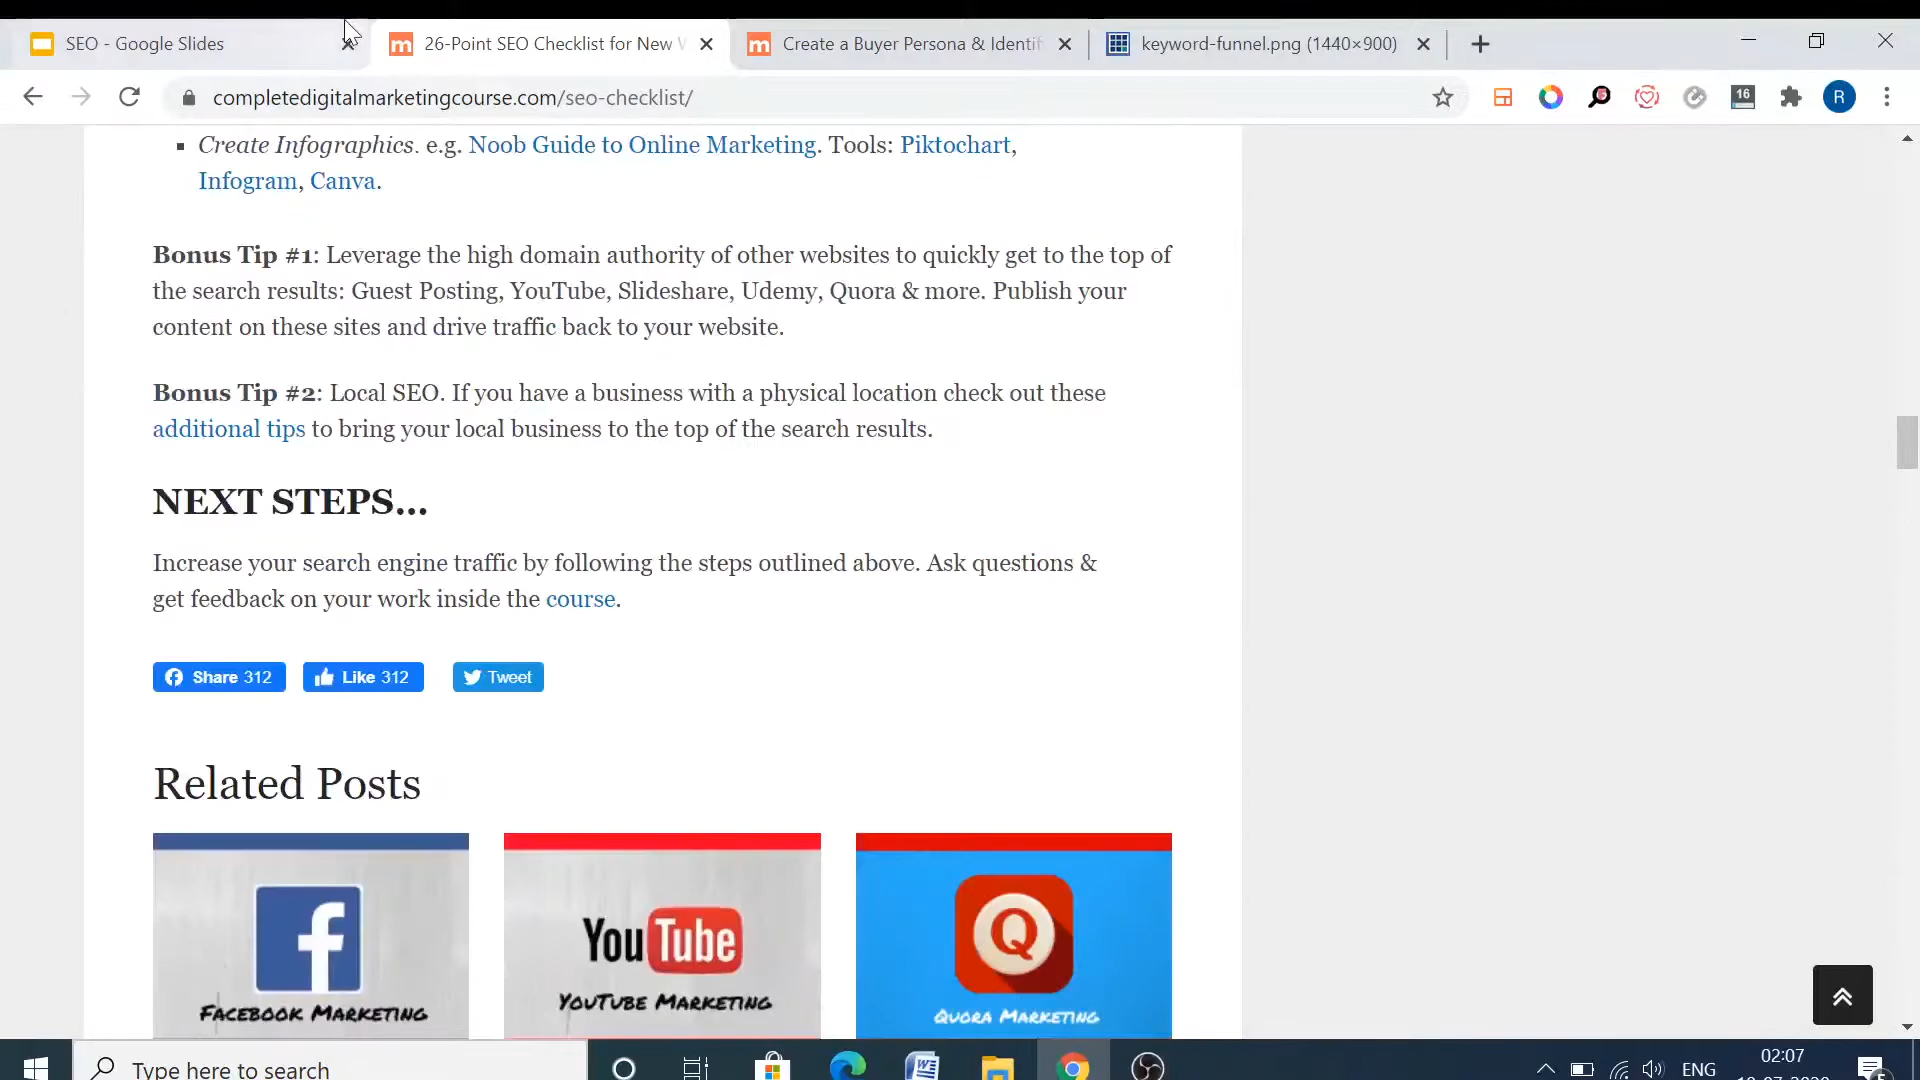 SEO - Google Slides
26-Point SEO Checklist for New
Create a Buyer Persona & Identif
keyword-funnel.png (1440×900)
completedigitalmarketingcourse.com/seo-checklist/
16
R
Create Infographics. e.g. Noob Guide to Online Marketing. Tools: Piktochart,
Infogram, Canva.
Bonus Tip #1: Leverage the high domain authority of other websites to quickly get to the top of
the search results: Guest Posting, YouTube, Slideshare, Udemy, Quora & more. Publish your
content on these sites and drive traffic back to your website.
Bonus Tip #2: Local SEO. If you have a business with a physical location check out these
additional tips to bring your local business to the top of the search results.
NEXT STEPS...
Increase your search engine traffic by following the steps outlined above. Ask questions &
get feedback on your work inside the course.
Share 312
Like 312
Tweet
Related Posts
FACEBOOK MARKETING
YouTube
YOUTUBE MARKETING
Q
QUORA MARKETING
Type here to search
ENG
02:07